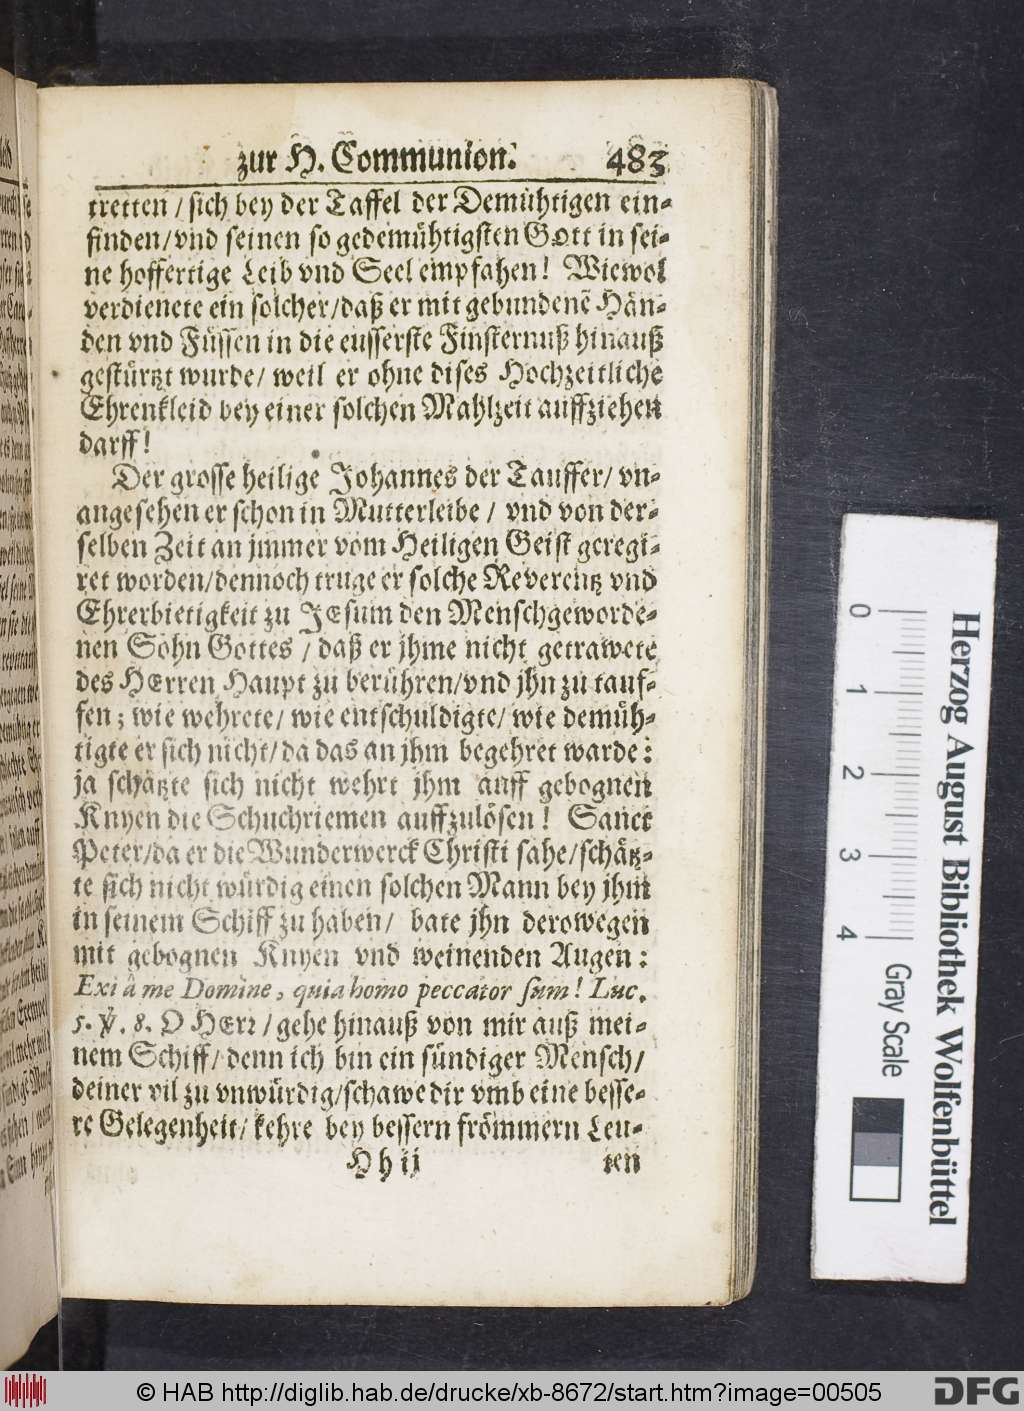 zur H. Communion. 483
tretten / sich bey der Taffel der Demühtigen ein-
finden/vnd seinen so gedemühtigsten Gott in sei-
ne hoffertige Leib vnd Seel empfahen! Wiewol
verdienete ein solcher/daß er mit gebundenē Hän-
den vnd Füssen in die eusserste Finsternuß hinauß
gestürtzt wurde/ weil er ohne dises Hochzeitliche
Ehrenkleid bey einer solchen Mahlzeit auffziehen
darff!
Der grosse heilige Johannes der Tauffer/ vn-
angesehen er schon in Mutterleibe / vnd von der-
selben Zeit an jmmer vom Heiligen Geist geregi-
ret worden/dennoch truge er solche Reverentz vnd
Ehrerbietigkeit zu JEsum den Menschgeworde-
nen Sohn Gottes / daß er jhme nicht getrawete
des HErren Haupt zu berühren/vnd jhn zu tauf-
fen; wie wehrete/ wie entschuldigte/ wie demüh-
tigte er sich nicht/da das an jhm begehret warde:
ja schätzte sich nicht wehrt jhm auff gebognen
Knyen die Schuchriemen auffzulösen! Sanct
Peter/da er die Wunderwerck Christi sahe/schätz-
te sich nicht würdig einen solchen Mann bey jhm
in seinem Schiff zu haben/ bate jhn derowegen
mit gebognen Knyen vnd weinenden Augen:
Exi â me Domine, quia homo peccator sum! Luc.
5. ℣. 8. O HErr /gehe hinauß von mir auß mei-
nem Schiff/denn ich bin ein sündiger Mensch/
deiner vil zu vnwürdig/schawe dir vmb eine besse-
re Gelegenheit/ kehre bey bessern frömmern Leu-
H h ij ten
0 1 2 3 4
Gray Scale
Herzog August Bibliothek Wolfenbüttel
© HAB http://diglib.hab.de/drucke/xb-8672/start.htm?image=00505
DFG